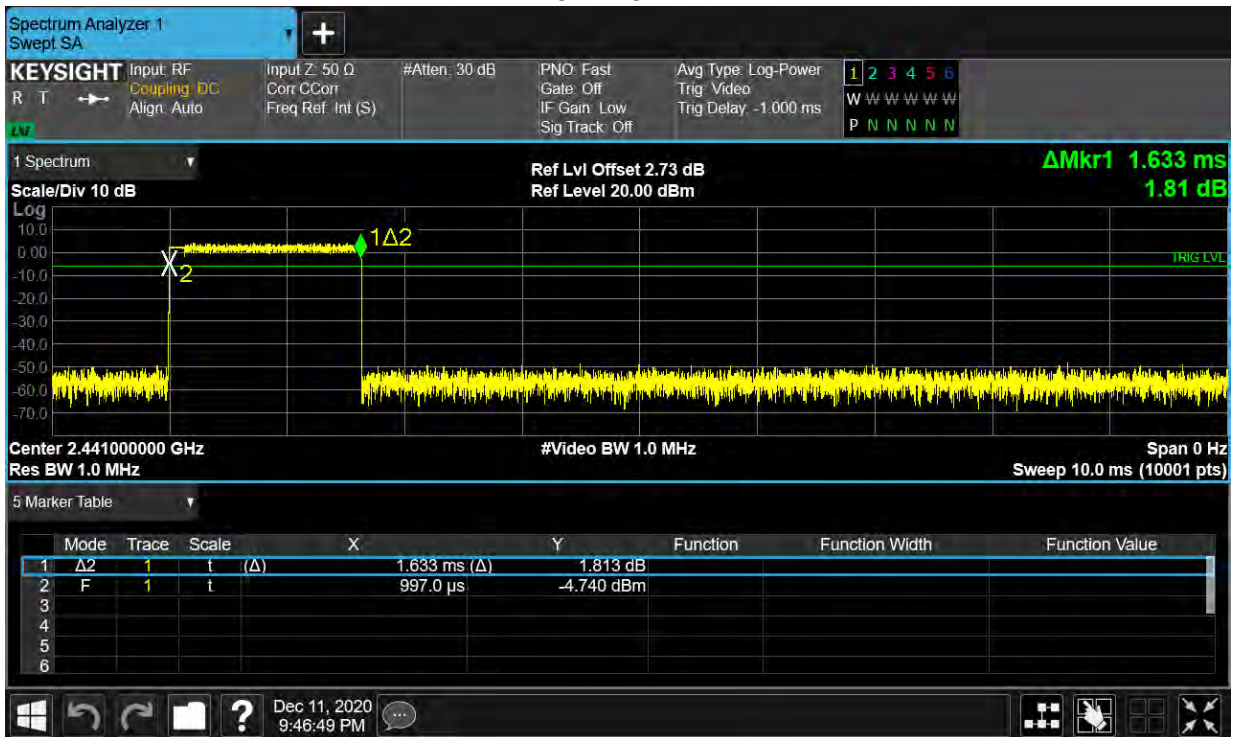 Spectrum Analyzer 1
Swept SA
KEYSIGHT Input: RF Input Z: 50 Ω #Atten: 30 dB PNO: Fast Avg Type: Log-Power 1 2 3 4 5 6
R T Coupling: DC Corr CCorr Gate: Off Trig: Video W W W W W W
Align: Auto Freq Ref: Int (S) IF Gain: Low Trig Delay: -1.000 ms P N N N N N
Sig Track: Off
1 Spectrum Ref Lvl Offset 2.73 dB ΔMkr1 1.633 ms
Scale/Div 10 dB Ref Level 20.00 dBm 1.81 dB
Log
10.0
1Δ2
0.00
TRIG LVL
2
-10.0
-20.0
-30.0
-40.0
-50.0
-60.0
-70.0
Center 2.441000000 GHz #Video BW 1.0 MHz Span 0 Hz
Res BW 1.0 MHz Sweep 10.0 ms (10001 pts)
5 Marker Table
Mode Trace Scale X Y Function Function Width Function Value
1 Δ2 1 t (Δ) 1.633 ms (Δ) 1.813 dB
2 F 1 t 997.0 µs -4.740 dBm
3
4
5
6
? Dec 11, 2020
9:46:49 PM